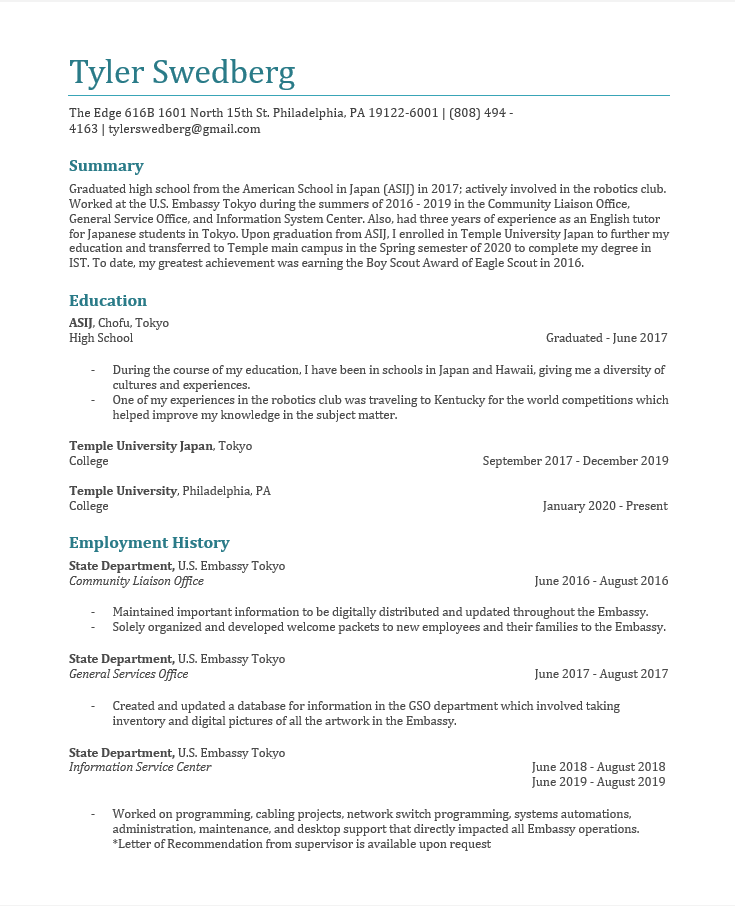 Tyler Swedberg
The Edge 616B 1601 North 15th St. Philadelphia, PA 19122-6001 | (808) 494 -
4163 | tylerswedberg@gmail.com
Summary
Graduated high school from the American School in Japan (ASIJ) in 2017; actively involved in the robotics club.
Worked at the U.S. Embassy Tokyo during the summers of 2016 - 2019 in the Community Liaison Office,
General Service Office, and Information System Center. Also, had three years of experience as an English tutor
for Japanese students in Tokyo. Upon graduation from ASIJ, I enrolled in Temple University Japan to further my
education and transferred to Temple main campus in the Spring semester of 2020 to complete my degree in
IST. To date, my greatest achievement was earning the Boy Scout Award of Eagle Scout in 2016.
Education
ASIJ, Chofu, Tokyo
High School Graduated - June 2017
- During the course of my education, I have been in schools in Japan and Hawaii, giving me a diversity of
cultures and experiences.
- One of my experiences in the robotics club was traveling to Kentucky for the world competitions which
helped improve my knowledge in the subject matter.
Temple University Japan, Tokyo
College September 2017 - December 2019
Temple University, Philadelphia, PA
College January 2020 - Present
Employment History
State Department, U.S. Embassy Tokyo
Community Liaison Office June 2016 - August 2016
- Maintained important information to be digitally distributed and updated throughout the Embassy.
- Solely organized and developed welcome packets to new employees and their families to the Embassy.
State Department, U.S. Embassy Tokyo
General Services Office June 2017 - August 2017
- Created and updated a database for information in the GSO department which involved taking
inventory and digital pictures of all the artwork in the Embassy.
State Department, U.S. Embassy Tokyo
Information Service Center June 2018 - August 2018
June 2019 - August 2019
- Worked on programming, cabling projects, network switch programming, systems automations,
administration, maintenance, and desktop support that directly impacted all Embassy operations.
*Letter of Recommendation from supervisor is available upon request